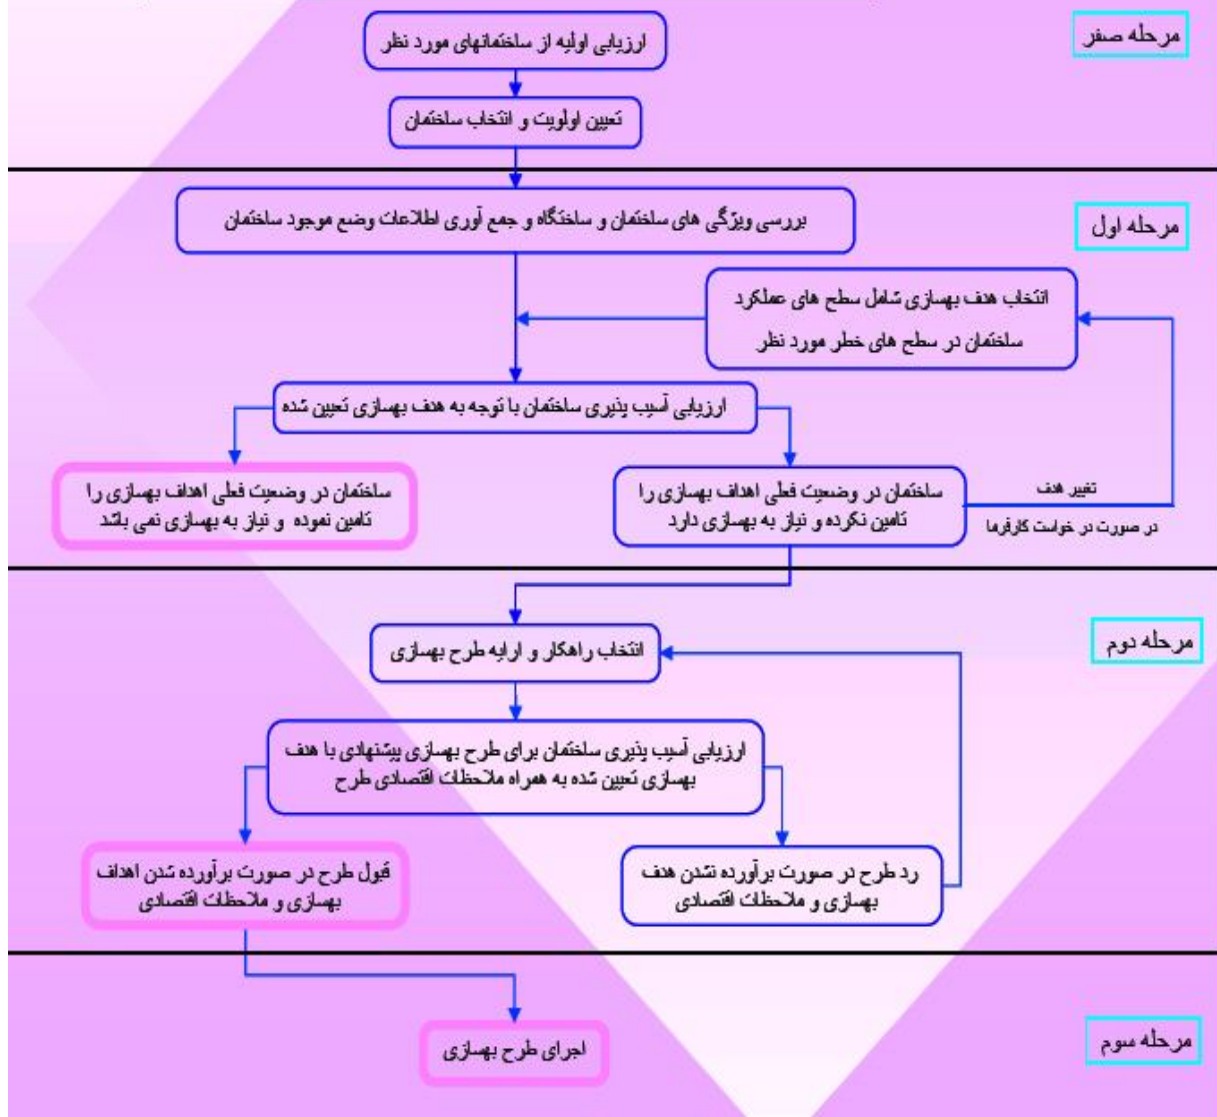 مرحله صفر
ارزیابی اولیه از ساختمانهای مورد نظر
تعیین اولویت و انتخاب ساختمان
مرحله اول
بررسی ویژگی های ساختمان و ساختگاه و جمع آوری اطلاعات وضع موجود ساختمان
انتخاب هدف بهسازی شامل سطح های عملکرد
ساختمان در سطح های خطر مورد نظر
ارزیابی آسیب پذیری ساختمان با توجه به هدف بهسازی تعیین شده
ساختمان در وضعیت فعلی اهداف بهسازی را
تامین نکرده و نیاز به بهسازی دارد
تغییر هدف
در صورت در خواست کارفرما
ساختمان در وضعیت فعلی اهداف بهسازی را
تامین نموده و نیاز به بهسازی نمی باشد
مرحله دوم
انتخاب راهکار و ارایه طرح بهسازی
ارزیابی آسیب پذیری ساختمان برای طرح بهسازی پیشنهادی با هدف
بهسازی تعیین شده به همراه ملاحظات اقتصادی طرح
رد طرح در صورت برآورده نشدن هدف
بهسازی و ملاحظات اقتصادی
قبول طرح در صورت برآورده شدن اهداف
بهسازی و ملاحظات اقتصادی
مرحله سوم
اجرای طرح بهسازی